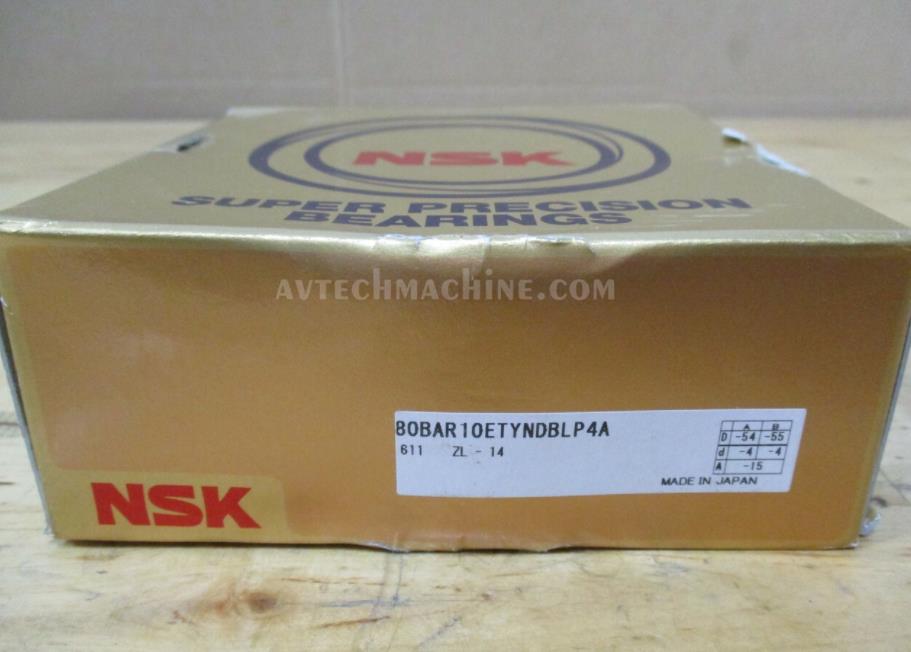 NSK
SUPER PRECISION
BEARINGS
AVTECHMACHINE.COM
80BAR10ETYNDBLP4A
611 ZL - 14
A B
D -54 -55
d -4 -4
A -15
MADE IN JAPAN
NSK